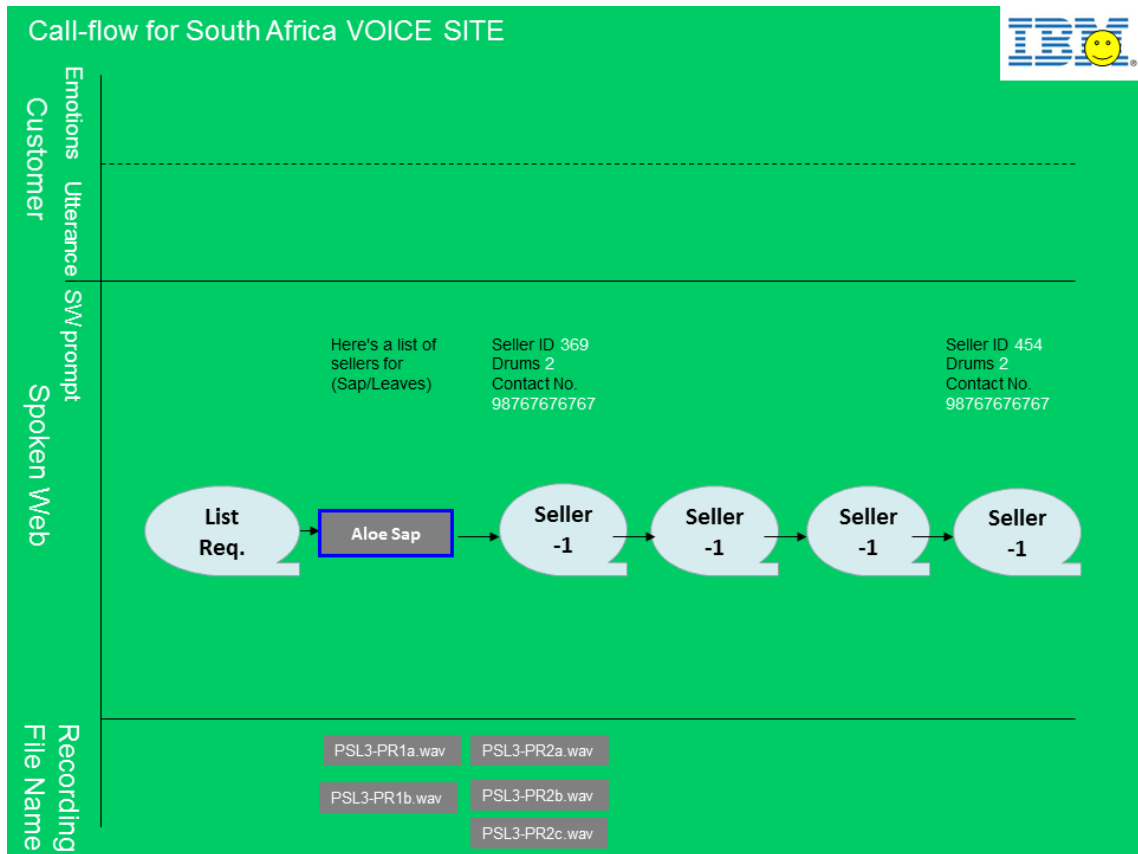 Call-flow for South Africa VOICE SITE
IBM
®
Customer
Emotions
Utterance
Spoken Web
SW prompt
Here's a list of
sellers for
(Sap/Leaves)
Seller ID 369
Drums 2
Contact No.
98767676767
Seller ID 454
Drums 2
Contact No.
98767676767
List
Req.
Aloe Sap
Seller
-1
Seller
-1
Seller
-1
Seller
-1
Recording
File Name
PSL3-PR1a.wav
PSL3-PR2a.wav
PSL3-PR1b.wav
PSL3-PR2b.wav
PSL3-PR2c.wav